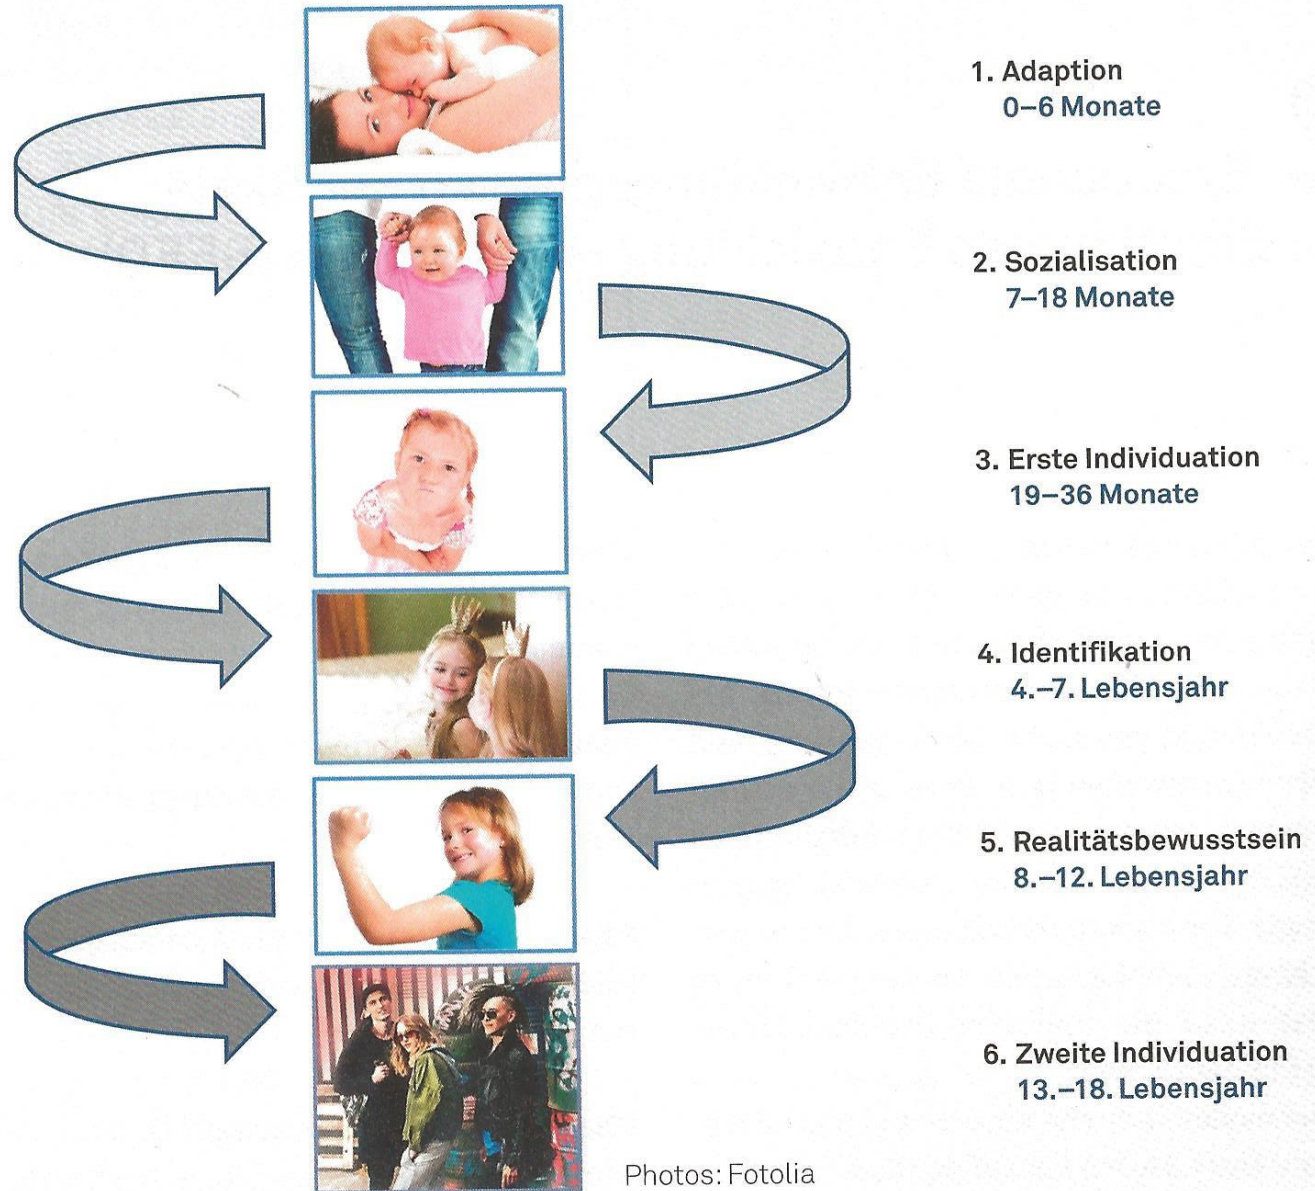 1. Adaption
0–6 Monate
2. Sozialisation
7–18 Monate
3. Erste Individuation
19–36 Monate
4. Identifikation
4.–7. Lebensjahr
5. Realitätsbewusstsein
8.–12. Lebensjahr
6. Zweite Individuation
13.–18. Lebensjahr
Photos: Fotolia